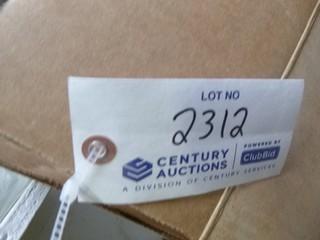 LOT NO
2312
CENTURY AUCTIONS
POWERED BY
ClubBid
A DIVISION OF CENTURY SERVICES